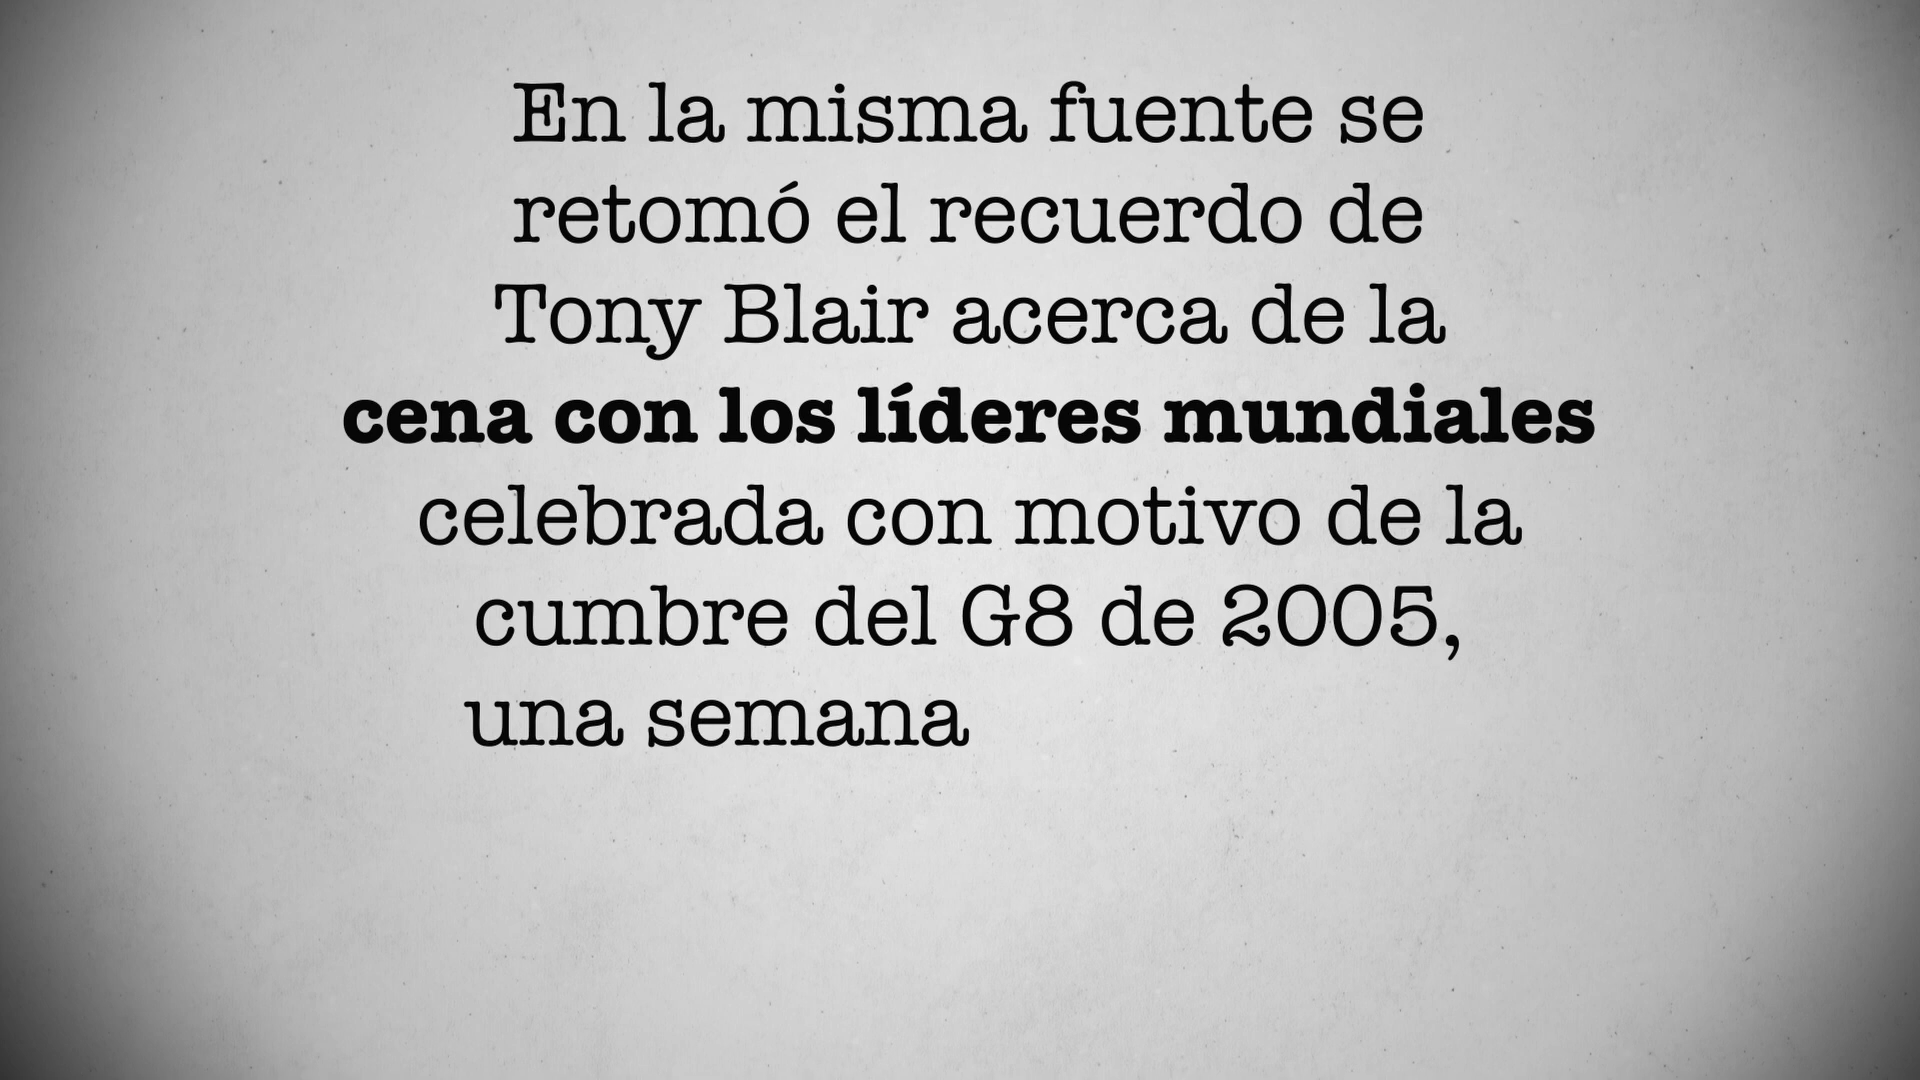 En la misma fuente se
retomó el recuerdo de
Tony Blair acerca de la
cena con los líderes mundiales
celebrada con motivo de la
cumbre del G8 de 2005,
una semana